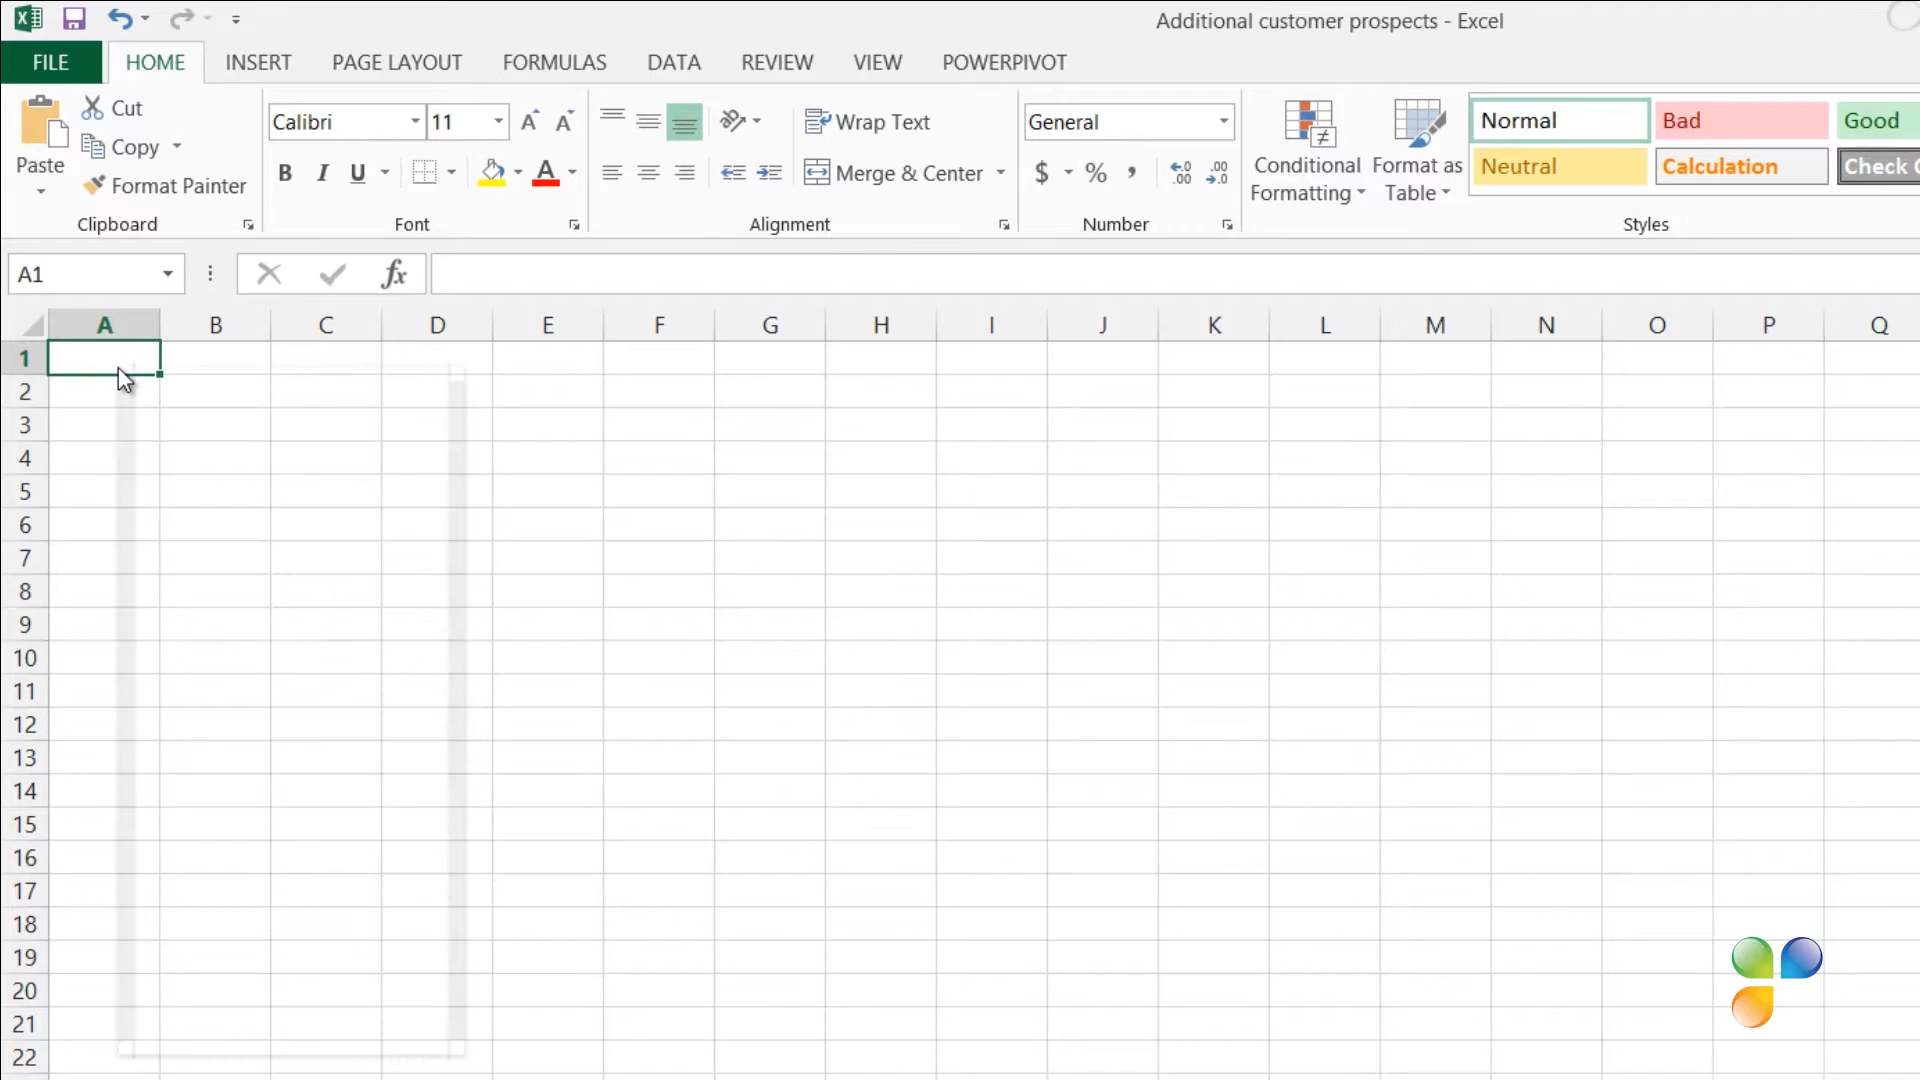 Additional customer prospects - Excel
FILE HOME INSERT PAGE LAYOUT FORMULAS DATA REVIEW VIEW POWERPIVOT
Paste
Cut
Copy
Format Painter
Clipboard
Calibri 11
B I U A
Font
Wrap Text
Merge & Center
Alignment
General
$ % ,
Number
Conditional Formatting
Format as Table
Normal Bad Good
Neutral Calculation Check
Styles
A1 fx
A B C D E F G H I J K L M N O P Q
1
2
3
4
5
6
7
8
9
10
11
12
13
14
15
16
17
18
19
20
21
22